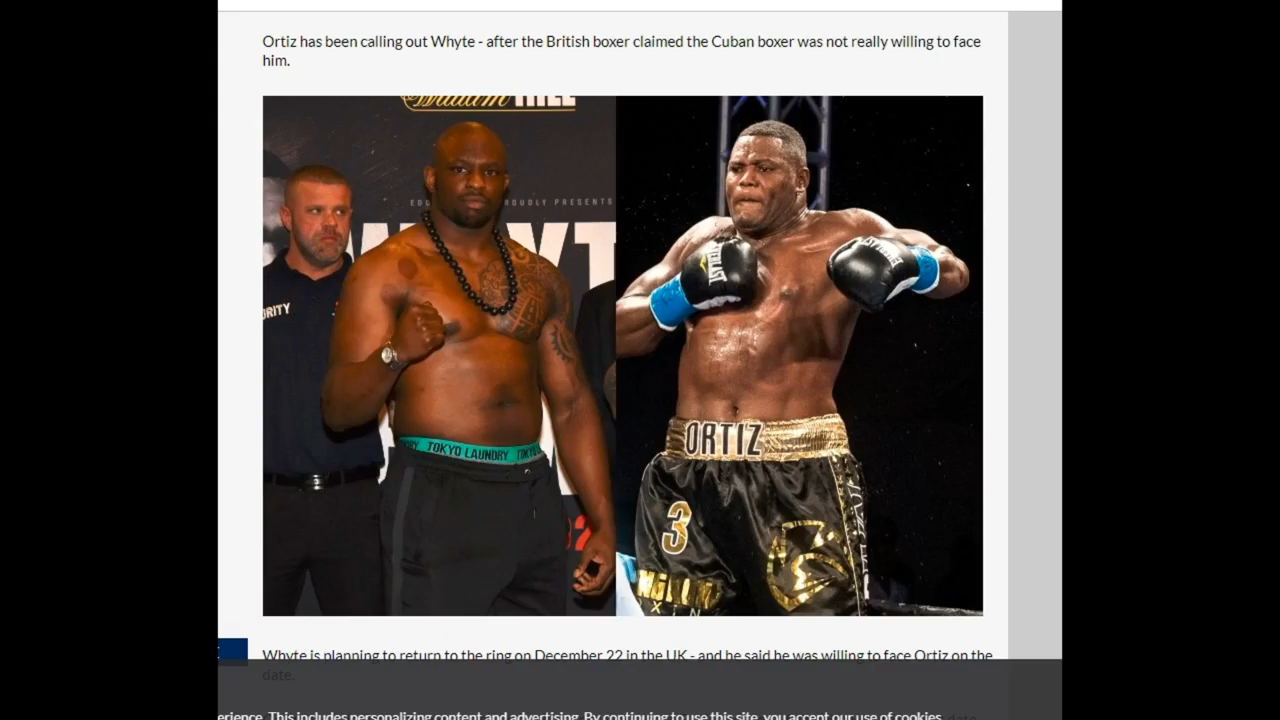 Ortiz has been calling out Whyte - after the British boxer claimed the Cuban boxer was not really willing to face
him.
William HILL
PROUDLY PRESENTS
TOKYO LAUNDRY TOKYO
EVERLAST
EVERLAST
ORTIZ
3
Whyte is planning to return to the ring on December 22 in the UK - and he said he was willing to face Ortiz on the
date.
erience. This includes personalizing content and advertising. By continuing to use this site, you accept our use of cookies